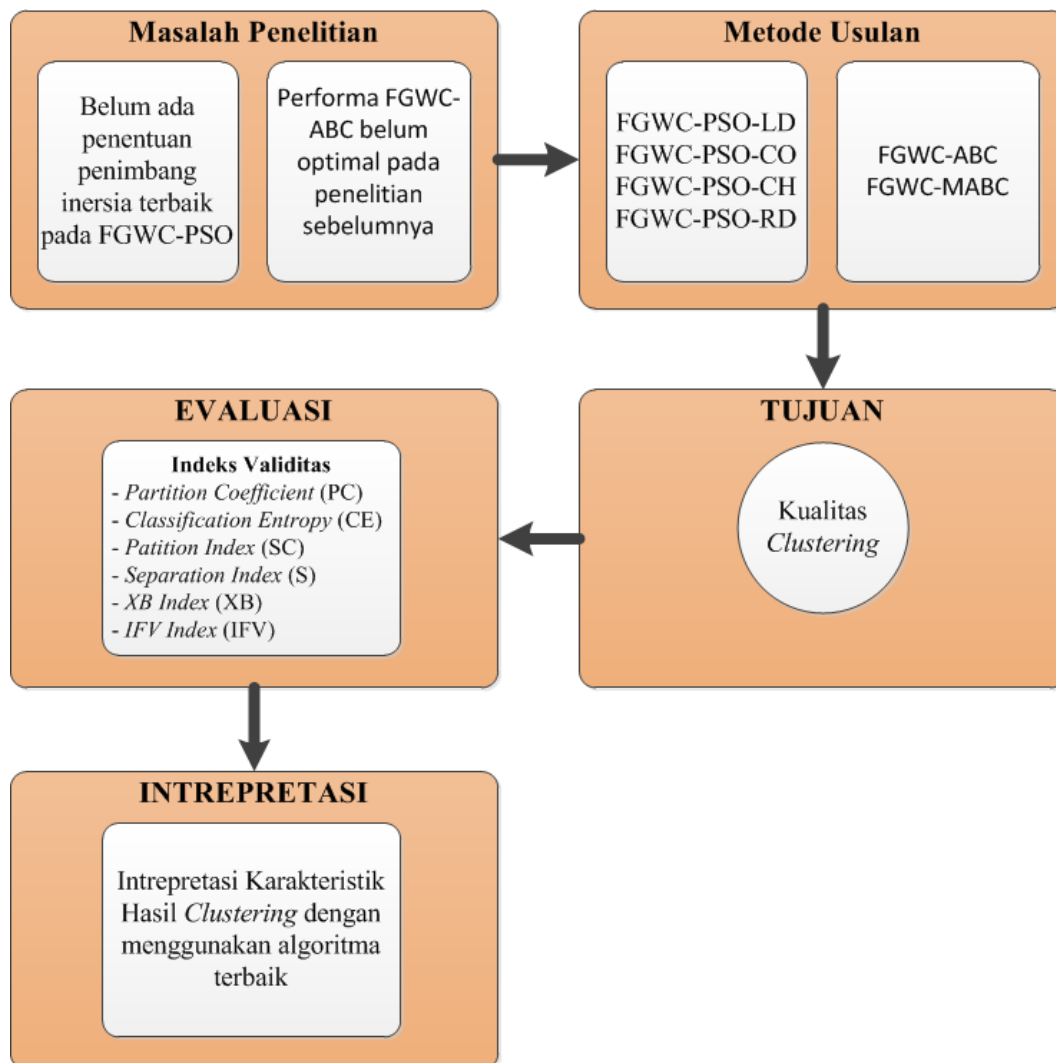 Masalah Penelitian
Belum ada
penentuan
penimbang
inersia terbaik
pada FGWC-PSO
Performa FGWC-
ABC belum
optimal pada
penelitian
sebelumnya
Metode Usulan
FGWC-PSO-LD
FGWC-PSO-CO
FGWC-PSO-CH
FGWC-PSO-RD
FGWC-ABC
FGWC-MABC
TUJUAN
Kualitas
Clustering
EVALUASI
Indeks Validitas
- Partition Coefficient (PC)
- Classification Entropy (CE)
- Patition Index (SC)
- Separation Index (S)
- XB Index (XB)
- IFV Index (IFV)
INTREPRETASI
Intrepretasi Karakteristik
Hasil Clustering dengan
menggunakan algoritma
terbaik